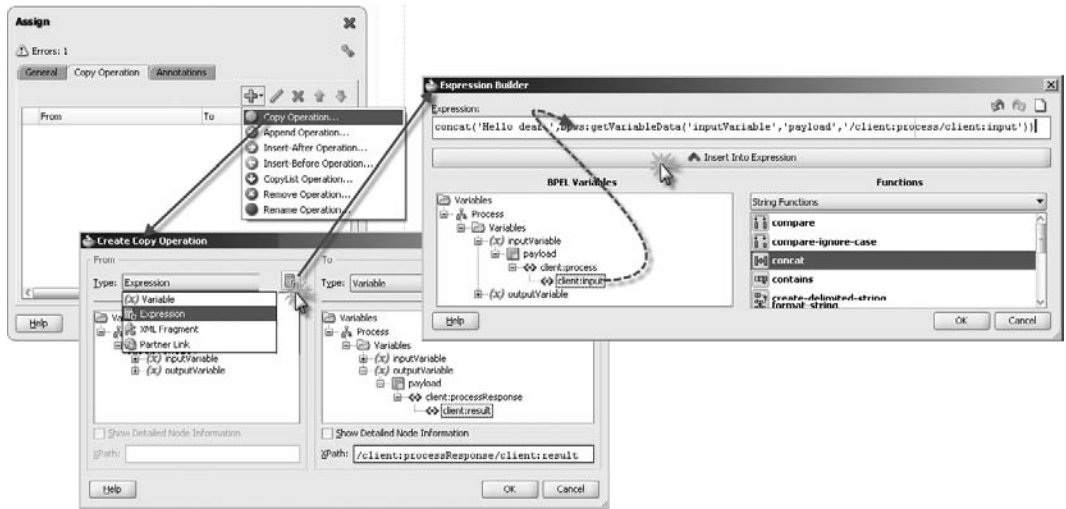 Assign
Errors: 1
General
Copy Operation
Annotations
From
To
Copy Operation...
Append Operation...
Insert-After Operation...
Insert-Before Operation...
CopyList Operation...
Remove Operation...
Rename Operation...
Help
Create Copy Operation
From
Type: Expression
(x) Variable
Expression
XML Fragment
Partner Link
(x) inputVariable
(x) outputVariable
Show Detailed Node Information
XPath:
To
Type: Variable
Variables
Process
Variables
(x) inputVariable
(x) outputVariable
payload
client:processResponse
client:result
Show Detailed Node Information
XPath: /client:processResponse/client:result
Help
OK
Cancel
Expression Builder
Expression:
concat('Hello dear ',bpws:getVariableData('inputVariable','payload','/client:process/client:input'))
Insert Into Expression
BPEL Variables
Variables
Process
Variables
(x) inputVariable
payload
client:process
client:input
(x) outputVariable
Functions
String Functions
compare
compare-ignore-case
concat
contains
create-delimited-string
format-string
Help
OK
Cancel